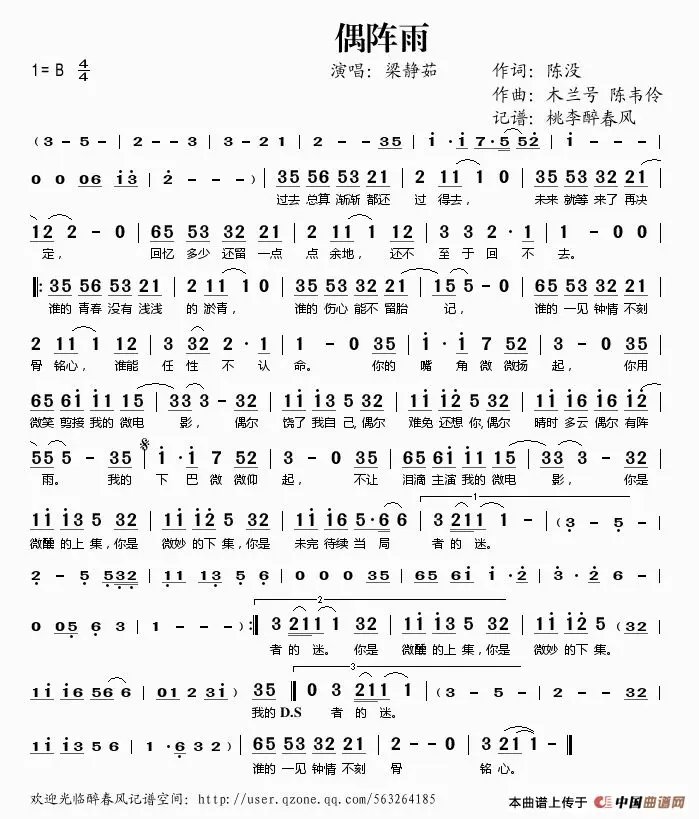 偶阵雨
1=B 4/4 演唱：梁静茹 作词：陈没
作曲：木兰号 陈韦伶
记谱：桃李醉春风
(3 - 5 - | 2 - - 3 | 3 - 2 1 | 2 - - 35 | i · i 7·5 52 | i - - -
0 0 06 i3 | 2 - - -) | 35 56 53 21 | 2 1 1 1 0 | 35 53 32 21 |
过去 总算 渐渐 都还 过 得去， 未来 就等 来了 再决
12 2 - 0 | 65 53 32 21 | 2 1 1 1 12 | 3 3 2 · 1 | 1 - - 0 |
定， 回忆 多少 还留 一点 点 余地， 还不 至于 回 不 去。
‖: 35 56 53 21 | 2 1 1 1 0 | 35 56 53 21 | 15 5 - 0 | 65 53 32 21 |
谁的 青春 没有 浅浅 的 淤青， 谁的 伤心 能不 留胎 记， 谁的 一见 钟情 不刻
2 1 1 1 12 | 3 32 2 · 1 | 1 - 0 35 | i · i 7 52 | 3 - 0 35 |
骨 铭心， 谁能 任 性 不 认 命。 你的 嘴 角 微 微扬 起， 你用
65 6i i1 15 | 33 3 - 32 | 1i i3 5 32 | 1i i2 5 32 | 1i i6 i6 i2 |
微笑 剪接 我的 微电 影， 偶尔 饶了 我自 己，偶尔 难免 还想 你，偶尔 晴时 多云 偶尔 有阵
55 5 - 35 | i · i 7 52 | 3 - 0 35 | 65 6i i1 15 | 33 3 - 32 |
雨。 我的 下 巴 微 微仰 起， 不让 泪滴 主演 我的 微电 影， 你是
1
1i i3 5 32 | 1i i2 5 32 | 1i i6 5·6 6 | 3 211 1 - | (3 - 5 - |
微醺 的上 集，你是 微妙 的下 集，你是 未完 待续 当 局 者 的 迷。
2 - 5 532 | 11 13 5 6 | 0 0 0 35 | 65 6i i · 2 | 3 · 2 6 i |
2
0 05 6 3 | 1 - - -) :‖ 3 211 1 32 | 1i i3 5 32 | 1i i2 5 (32 |
者 的 迷。 你是 微醺 的上 集，你是 微妙 的下 集。
3
1i i6 56 6 | 01 2 3i) | 35 ‖ 0 3 211 1 | (3 - 5 - | 2 - - 32 |
我的 D.S 者 的 迷。
1i i3 5 32 | 1 · 6 32) | 65 53 32 21 | 2 - - 0 | 3 211 - ‖
谁的 一见 钟情 不刻 骨 铭 心。
欢迎光临醉春风记谱空间：http://user.qzone.qq.com/563264185
本曲谱上传于 中国曲谱网